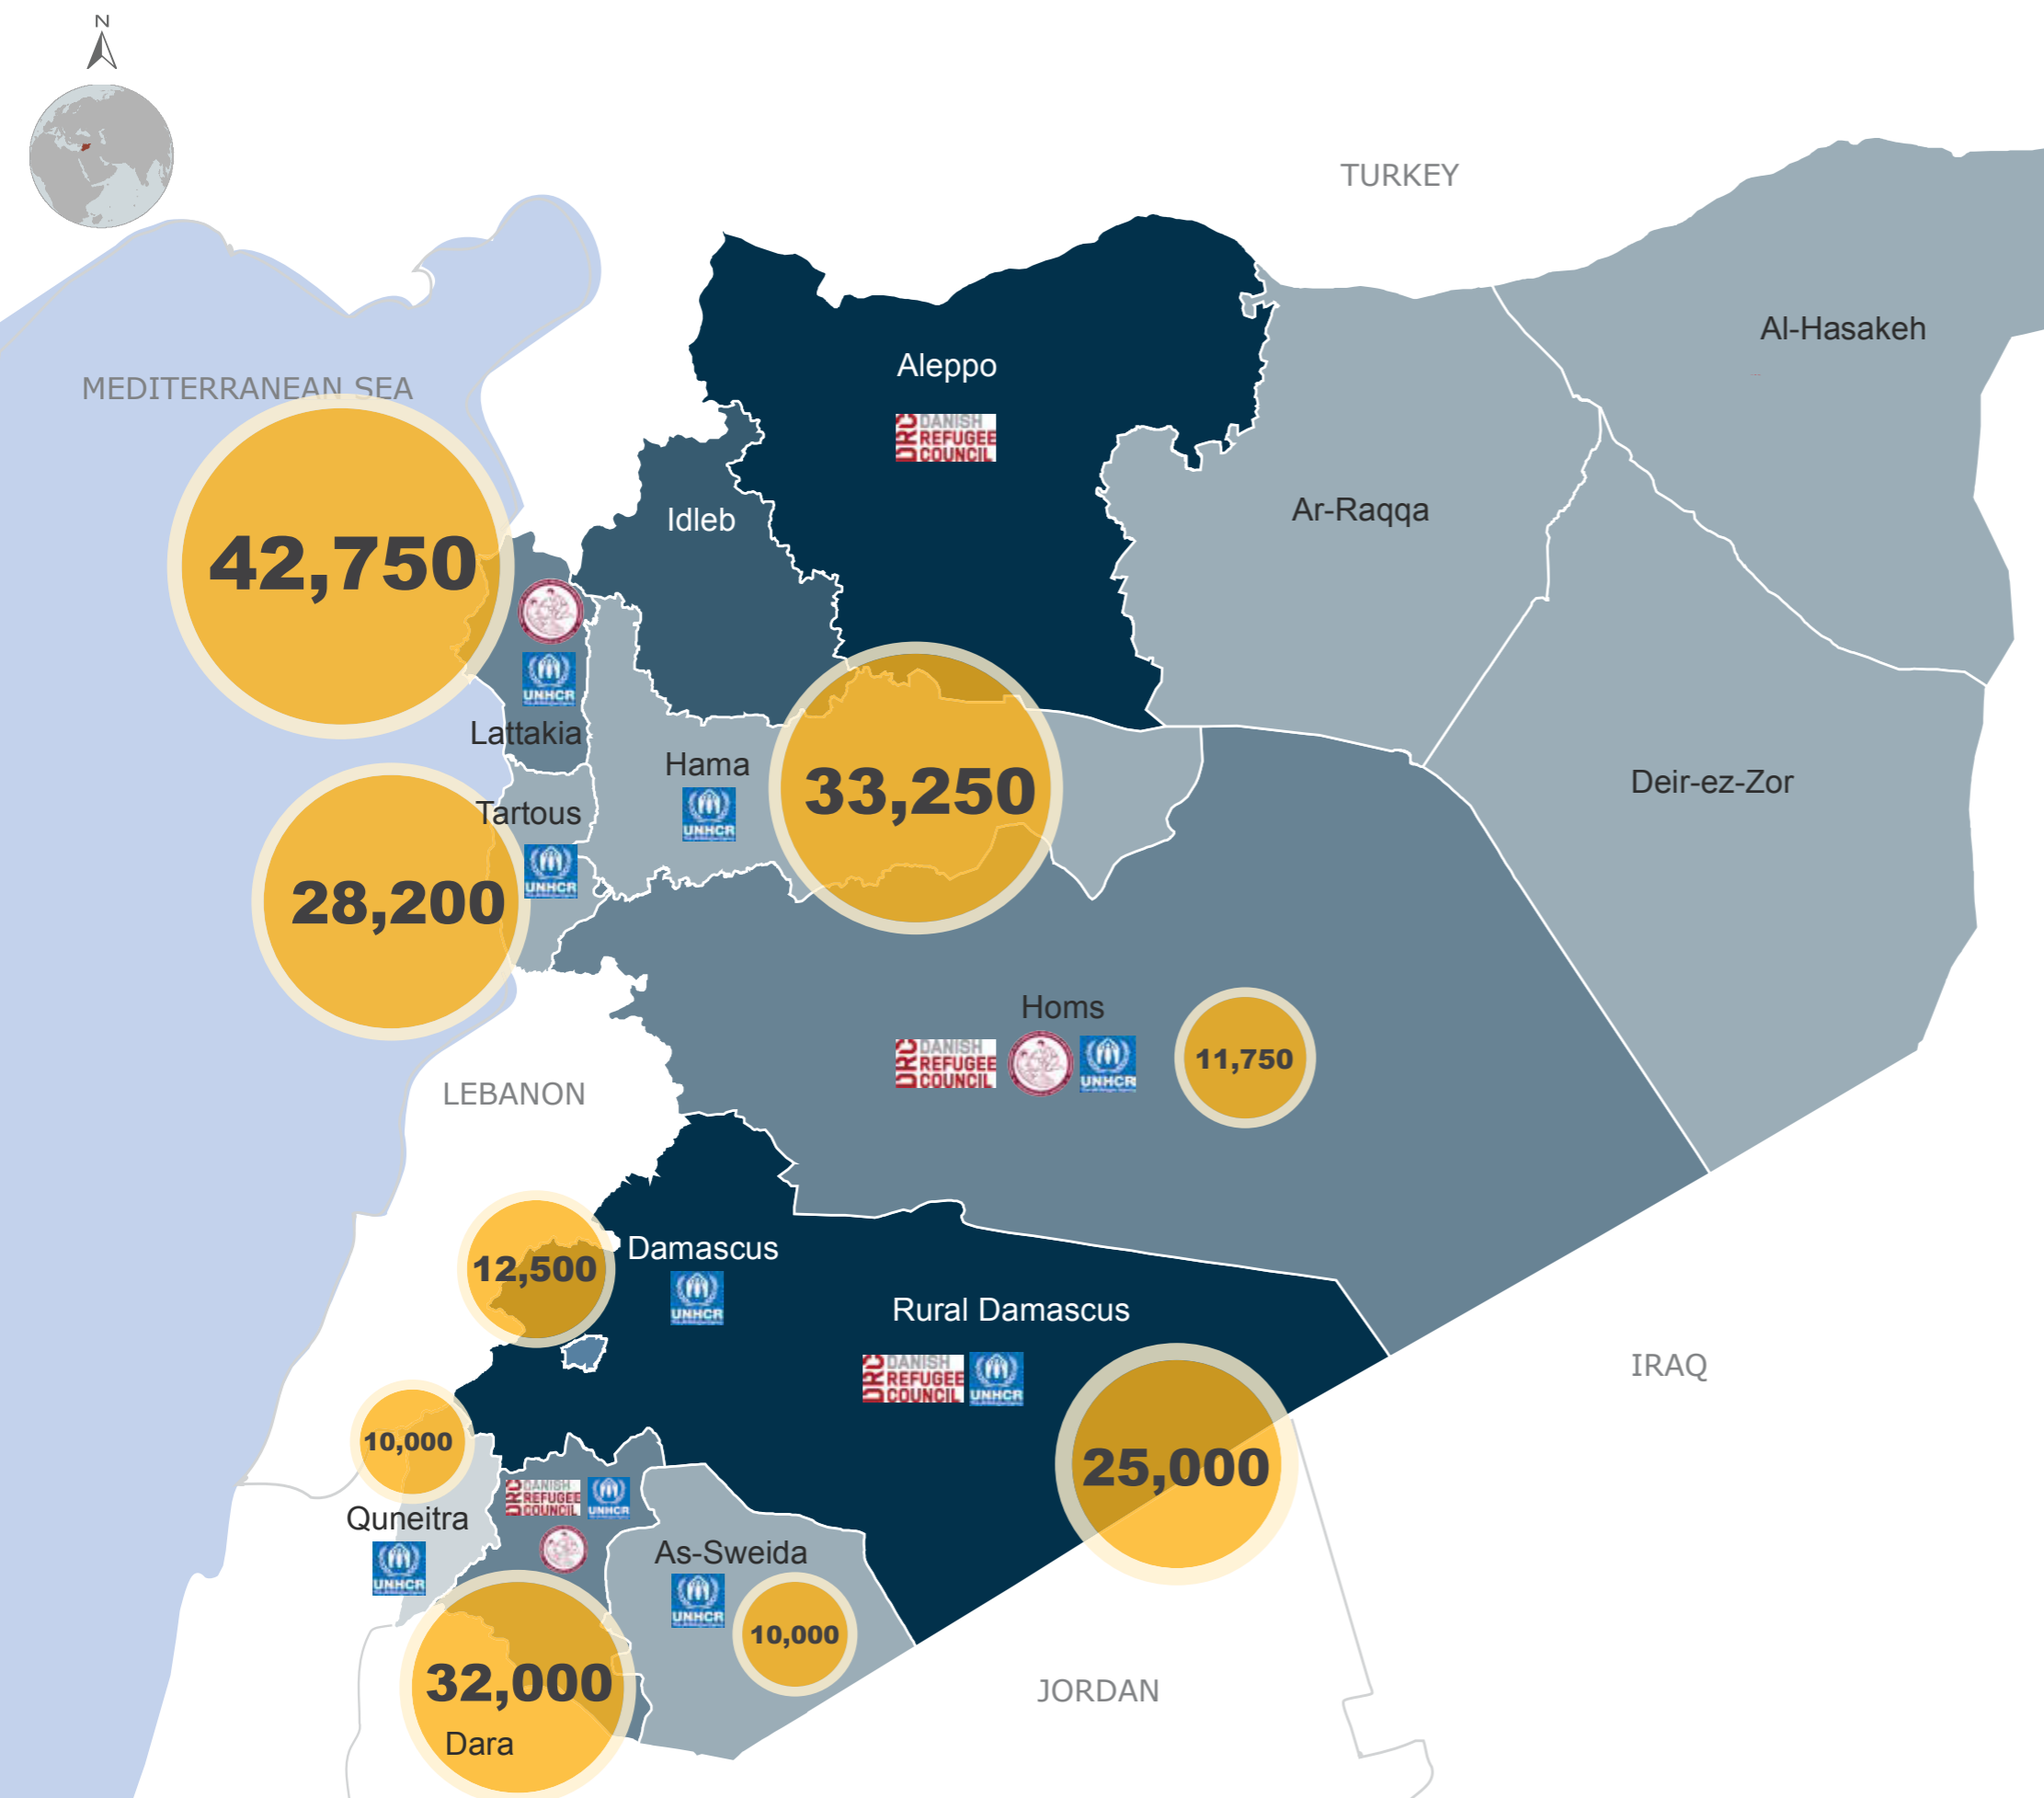 N
TURKEY
Al-Hasakeh
Aleppo
MEDITERRANEAN SEA
DRC DANISH
REFUGEE
COUNCIL
Ar-Raqqa
Idleb
42,750
UNHCR
Lattakia
Hama
33,250
Deir-ez-Zor
UNHCR
Tartous
UNHCR
28,200
Homs
DRC DANISH
REFUGEE
COUNCIL
UNHCR
11,750
LEBANON
Damascus
12,500
UNHCR
Rural Damascus
DRC DANISH
REFUGEE
COUNCIL
UNHCR
IRAQ
10,000
25,000
DRC DANISH
REFUGEE
COUNCIL
UNHCR
Quneitra
UNHCR
As-Sweida
UNHCR
10,000
32,000
JORDAN
Dara